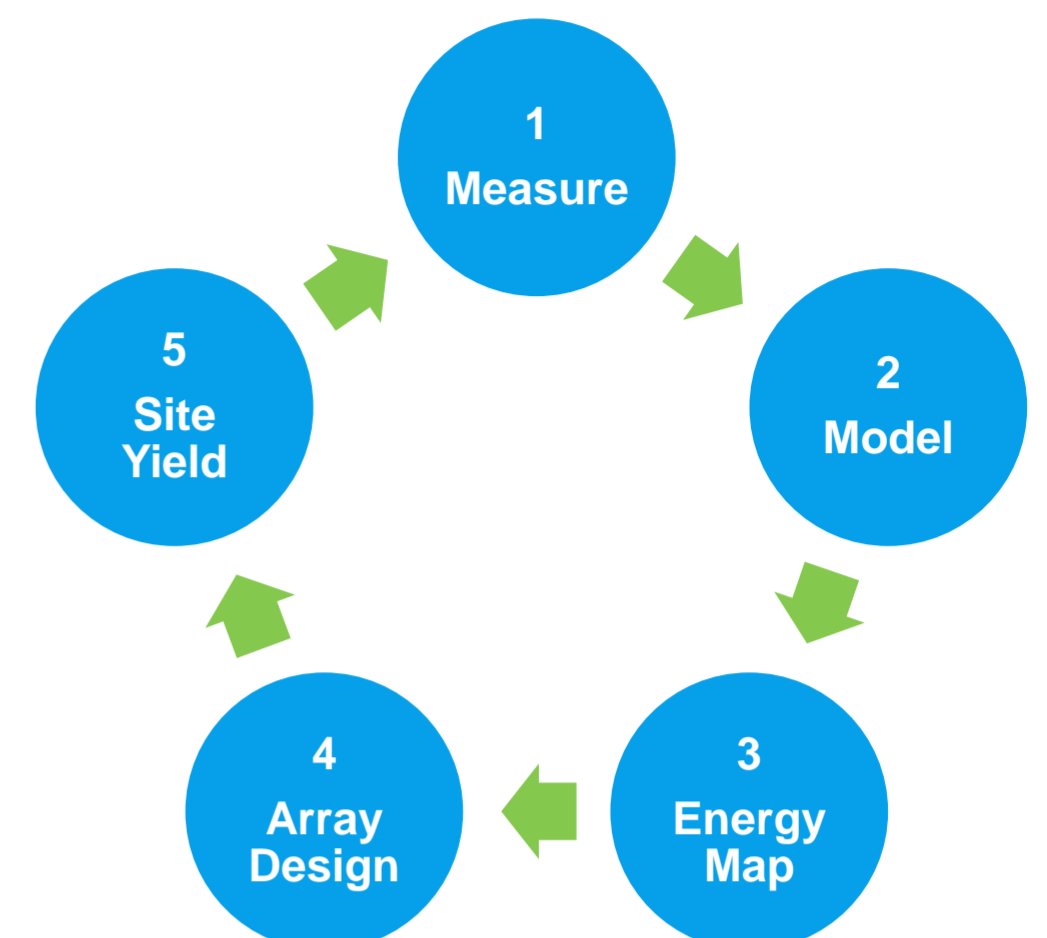 1
Measure
2
Model
3
Energy
Map
4
Array
Design
5
Site
Yield